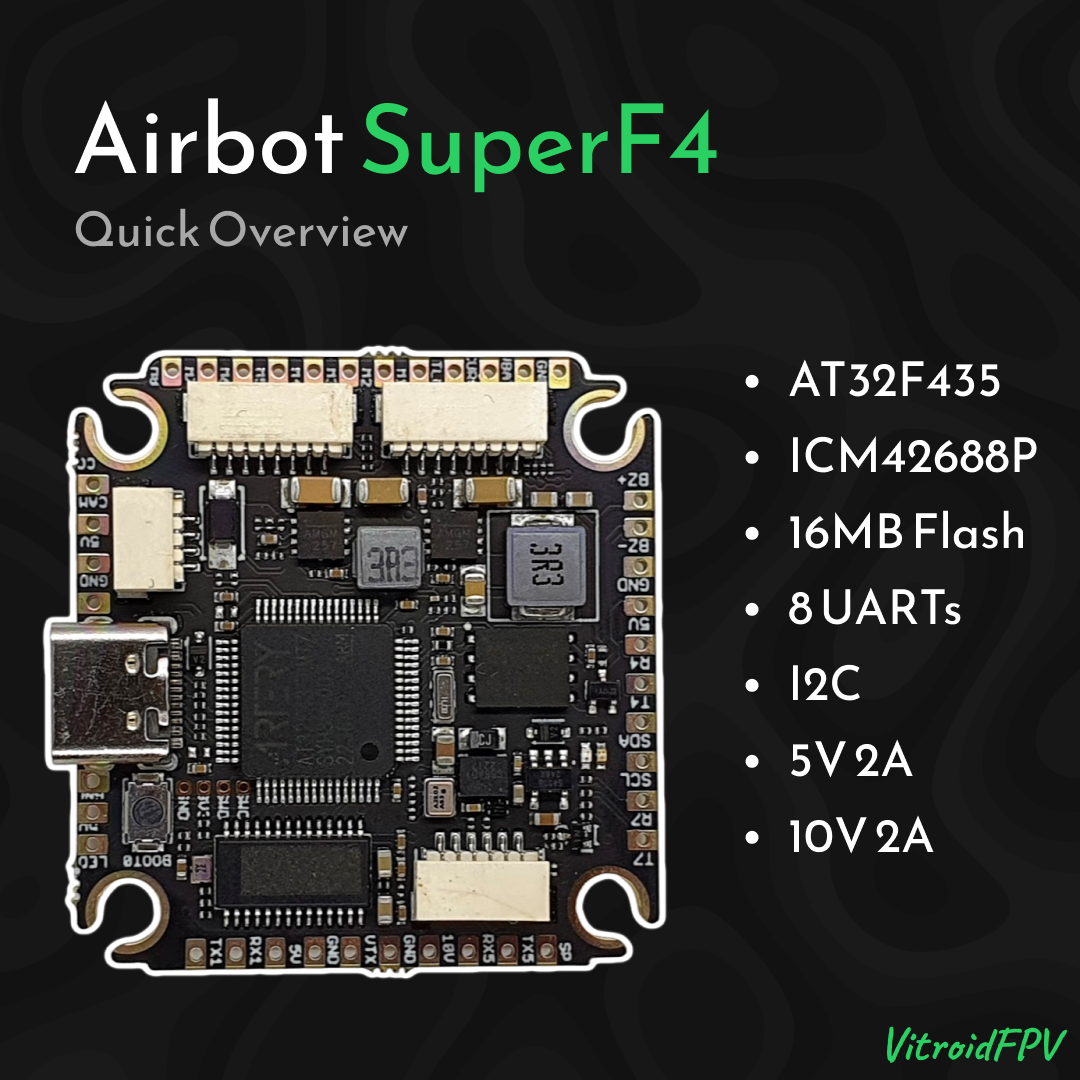 Airbot SuperF4
Quick Overview
AT32F435
ICM42688P
16MB Flash
8 UARTs
I2C
5V 2A
10V 2A
CC
CAM
5V
GND
3R3
3R3
BZ+
BZ-
GND
5V
R4
T4
SDA
SCL
R7
T7
LED
BOOT0
TX1
RX1
5V
GND
VTX
GND
10V
RX5
TX5
SP
VitroidFPV